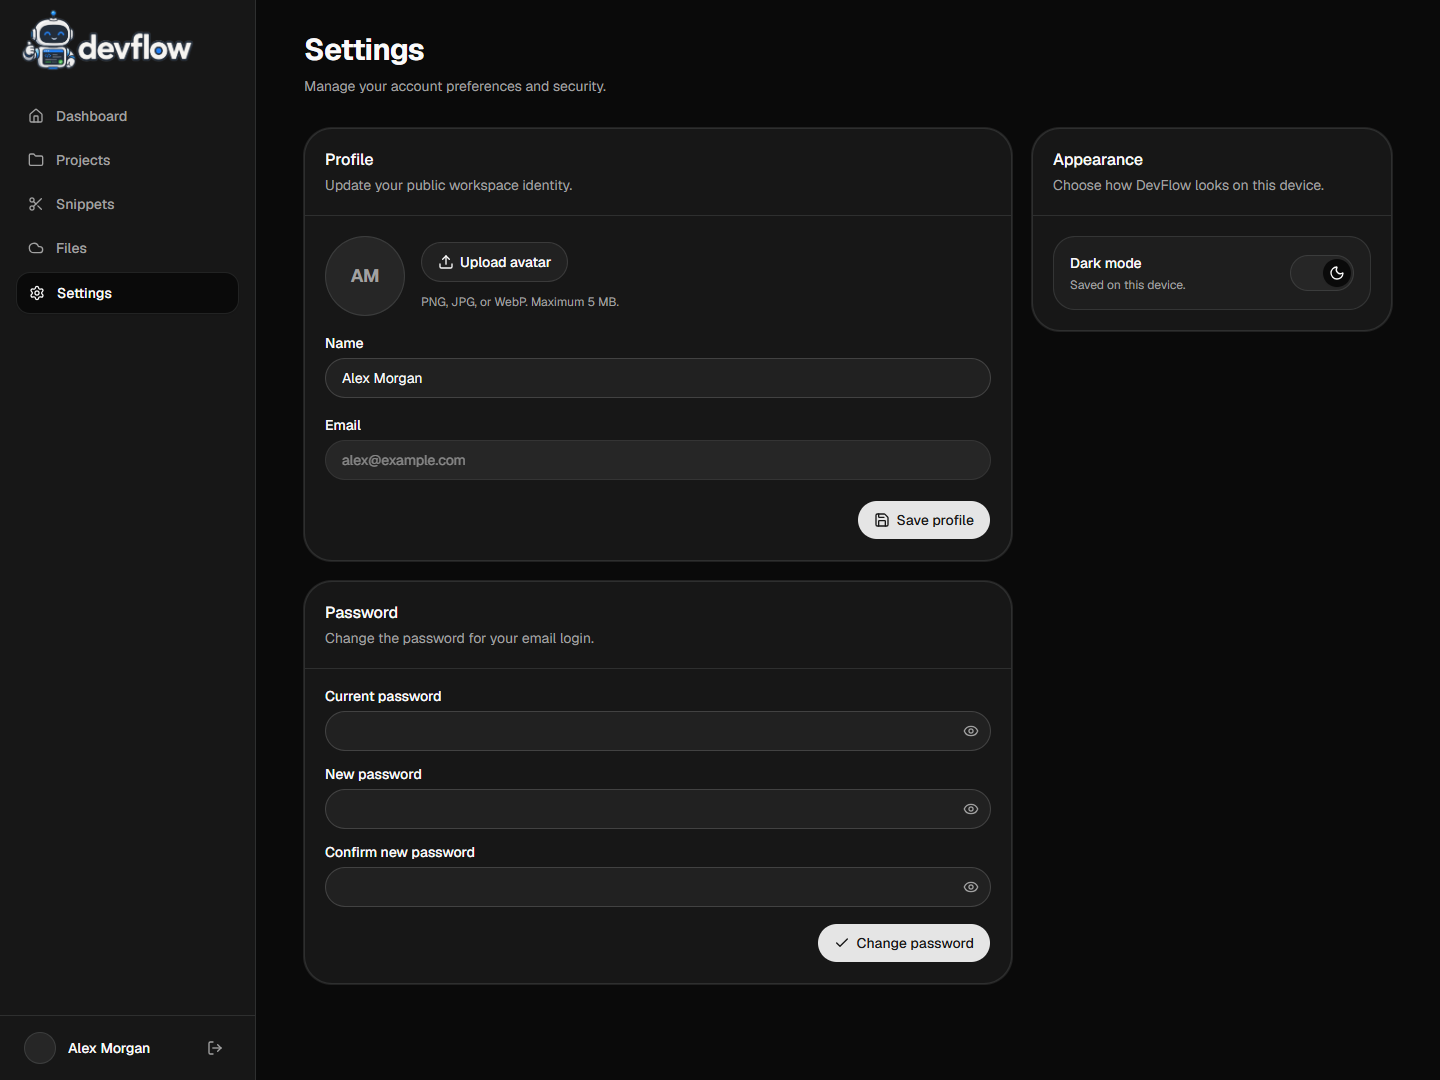 devflow
Dashboard
Projects
Snippets
Files
Settings
Alex Morgan
Settings
Manage your account preferences and security.
Profile
Update your public workspace identity.
AM
Upload avatar
PNG, JPG, or WebP. Maximum 5 MB.
Name
Alex Morgan
Email
alex@example.com
Save profile
Password
Change the password for your email login.
Current password
New password
Confirm new password
Change password
Appearance
Choose how DevFlow looks on this device.
Dark mode
Saved on this device.